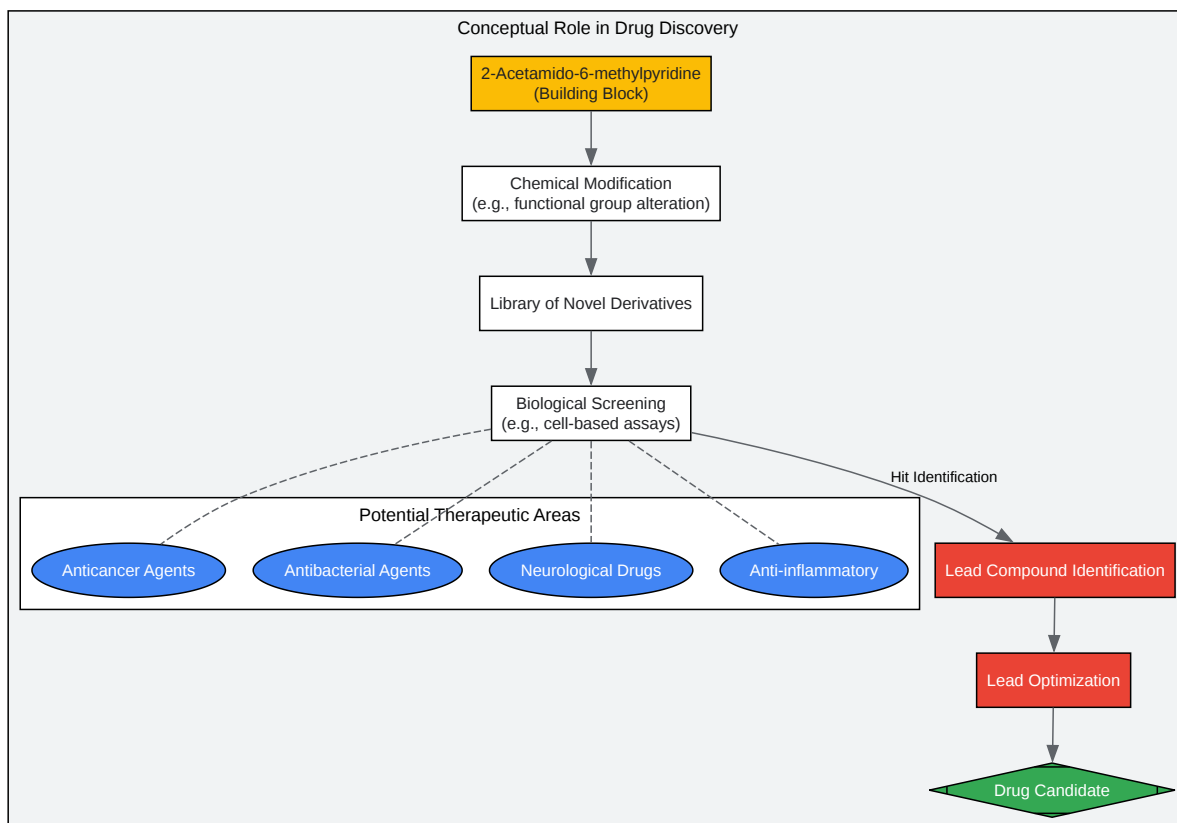 Conceptual Role in Drug Discovery
2-Acetamido-6-methylpyridine
(Building Block)
Chemical Modification
(e.g., functional group alteration)
Library of Novel Derivatives
Biological Screening
(e.g., cell-based assays)
Hit Identification
Potential Therapeutic Areas
Anticancer Agents
Antibacterial Agents
Neurological Drugs
Anti-inflammatory
Lead Compound Identification
Lead Optimization
Drug Candidate